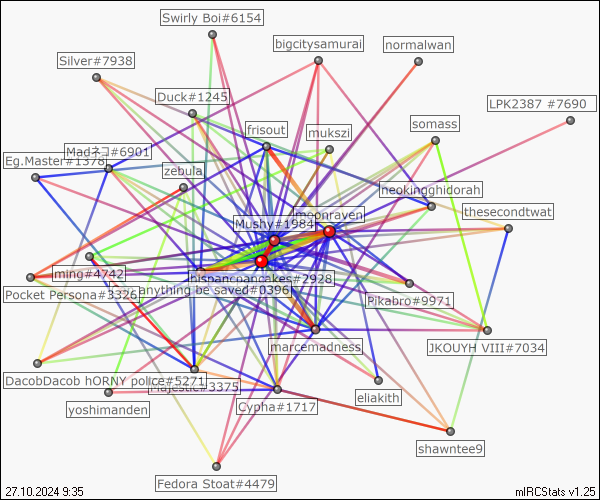 Swirly Boi#6154
bigcitysamurai
normalwan
Silver#7938
Duck#1245
LPK2387 #7690
somass
frisout
mukszi
Madネコ#6901
Eg.Master#1378
zebula
neokingghidorah
thesecondtwat
moonraven
Mushy#1984
ming#4742
hispanicpancakes#2928
Pocket Persona#3326
anything be saved#0396
Pikabro#9971
marcemadness
JKOUYH VIII#7034
DacobDacob hORNY police#5271
Majestic#3375
eliakith
yoshimanden
Cypha#1717
shawntee9
Fedora Stoat#4479
27.10.2024 9:35
mIRCStats v1.25